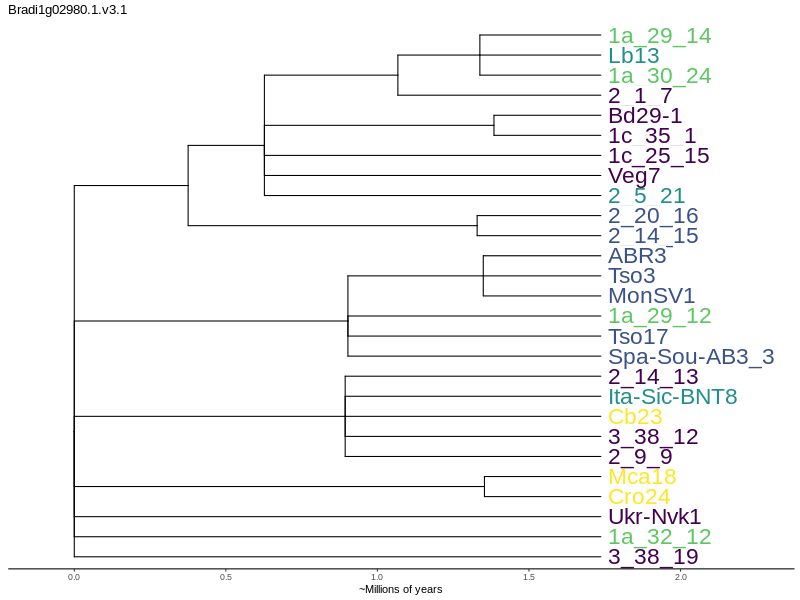 Bradi1g02980.1.v3.1
1a_29_14
Lb13
1a_30_24
2_1_7
Bd29-1
1c_35_1
1c_25_15
Veg7
2_5_21
2_20_16
2_14_15
ABR3
Tso3
MonSV1
1a_29_12
Tso17
Spa-Sou-AB3_3
2_14_13
Ita-Sic-BNT8
Cb23
3_38_12
2_9_9
Mca18
Cro24
Ukr-Nvk1
1a_32_12
3_38_19
0.0 0.5 1.0 1.5 2.0
~Millions of years